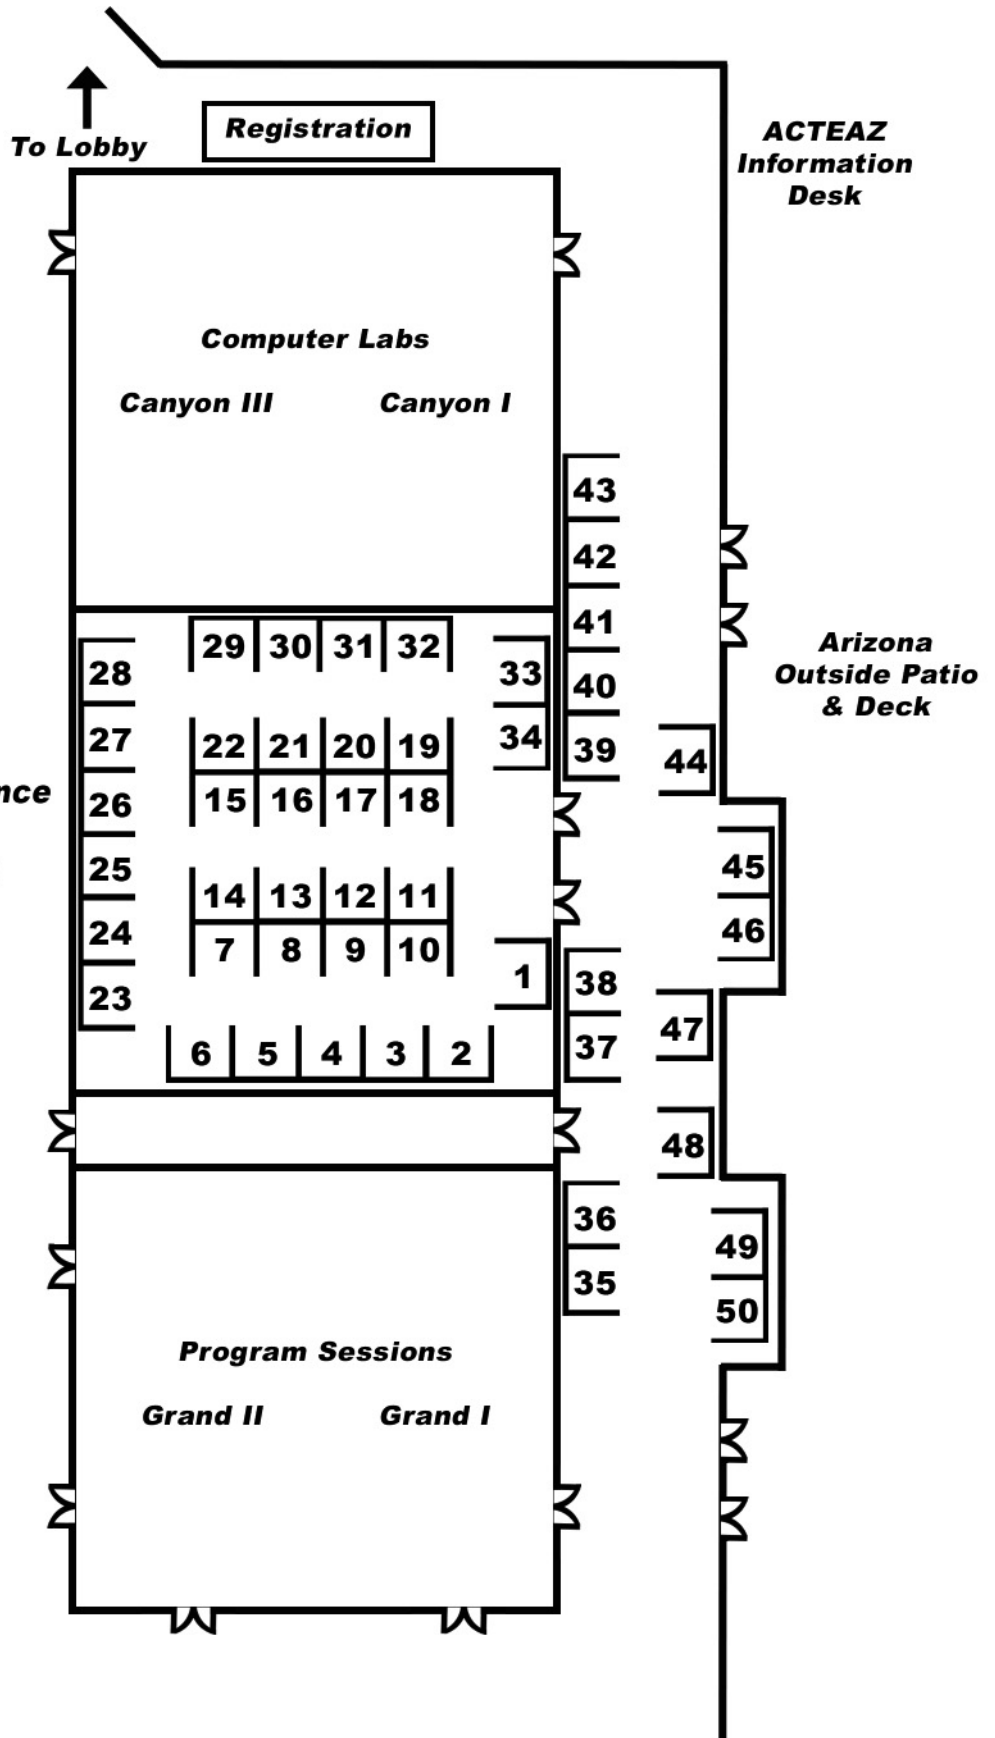 To Lobby
Registration
ACTEAZ
Information
Desk
Computer Labs
Canyon III Canyon I
43
42
41
40
39
29 30 31 32
33
34
28
27
26
25
24
23
22 21 20 19
15 16 17 18
14 13 12 11
7 8 9 10
1
6 5 4 3 2
38
37
Arizona
Outside Patio
& Deck
44
45
46
47
48
36
35
49
50
Program Sessions
Grand II Grand I